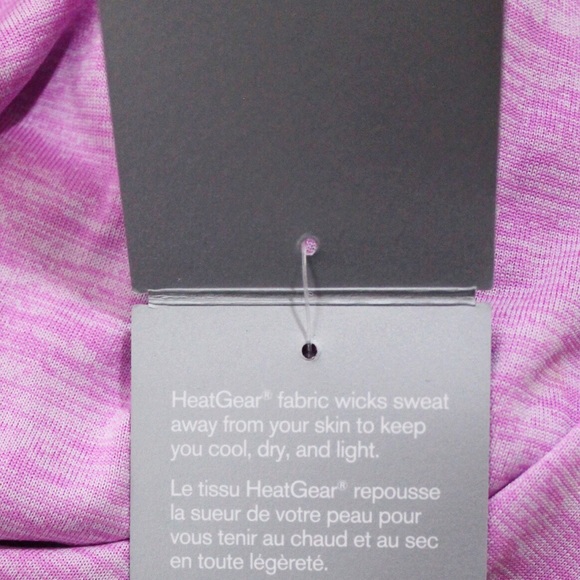 HeatGear® fabric wicks sweat
away from your skin to keep
you cool, dry, and light.
Le tissu HeatGear® repousse
la sueur de votre peau pour
vous tenir au chaud et au sec
en toute légèreté.